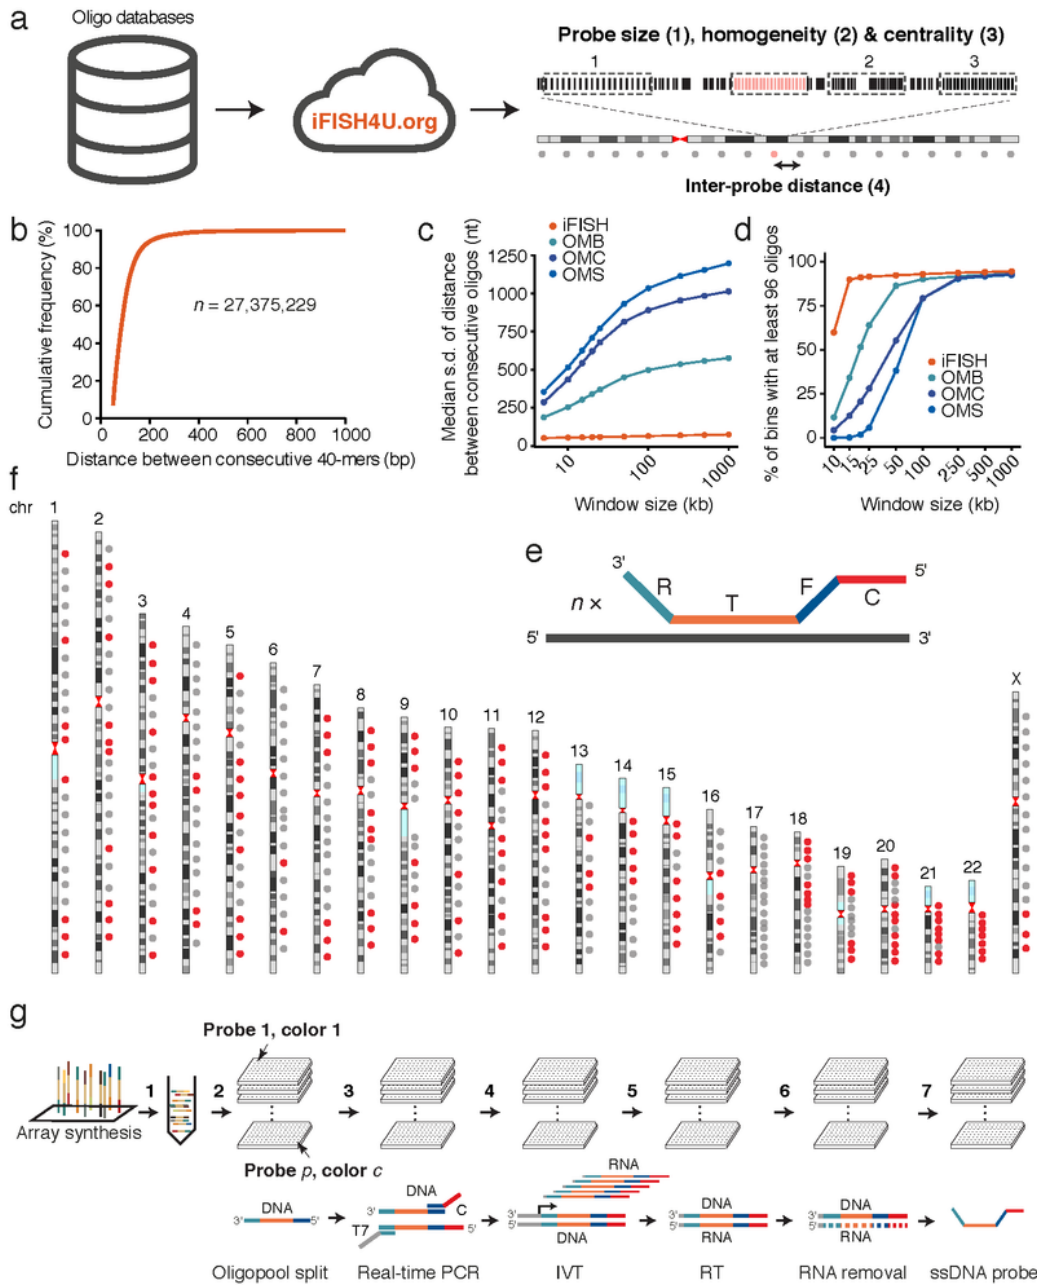 a
Oligo databases
iFISH4U.org
Probe size (1), homogeneity (2) & centrality (3)
1
2
3
Inter-probe distance (4)
b
Cumulative frequency (%)
100
80
60
40
20
0
n = 27,375,229
0 200 400 600 800 1000
Distance between consecutive 40-mers (bp)
c
iFISH
OMB
OMC
OMS
Median s.d. of distance
between consecutive oligos (nt)
1250
1000
750
500
250
0
10 100 1000
Window size (kb)
d
% of bins with at least 96 oligos
100
75
50
25
0
iFISH
OMB
OMC
OMS
10 15 25 50 100 250 500 1000
Window size (kb)
e
3'
R
T
F
C
5'
n ×
5'
3'
f
chr
1 2 3 4 5 6 7 8 9 10 11 12 13 14 15 16 17 18 19 20 21 22 X
g
Probe 1, color 1
1 2 3 4 5 6 7
Array synthesis
Probe p, color c
3' 5'
DNA
DNA
C
T7
RNA
3'
5'
DNA
DNA
3'
5'
RNA
DNA
3'
5'
RNA
Oligopool split
Real-time PCR
IVT
RT
RNA removal
ssDNA probe